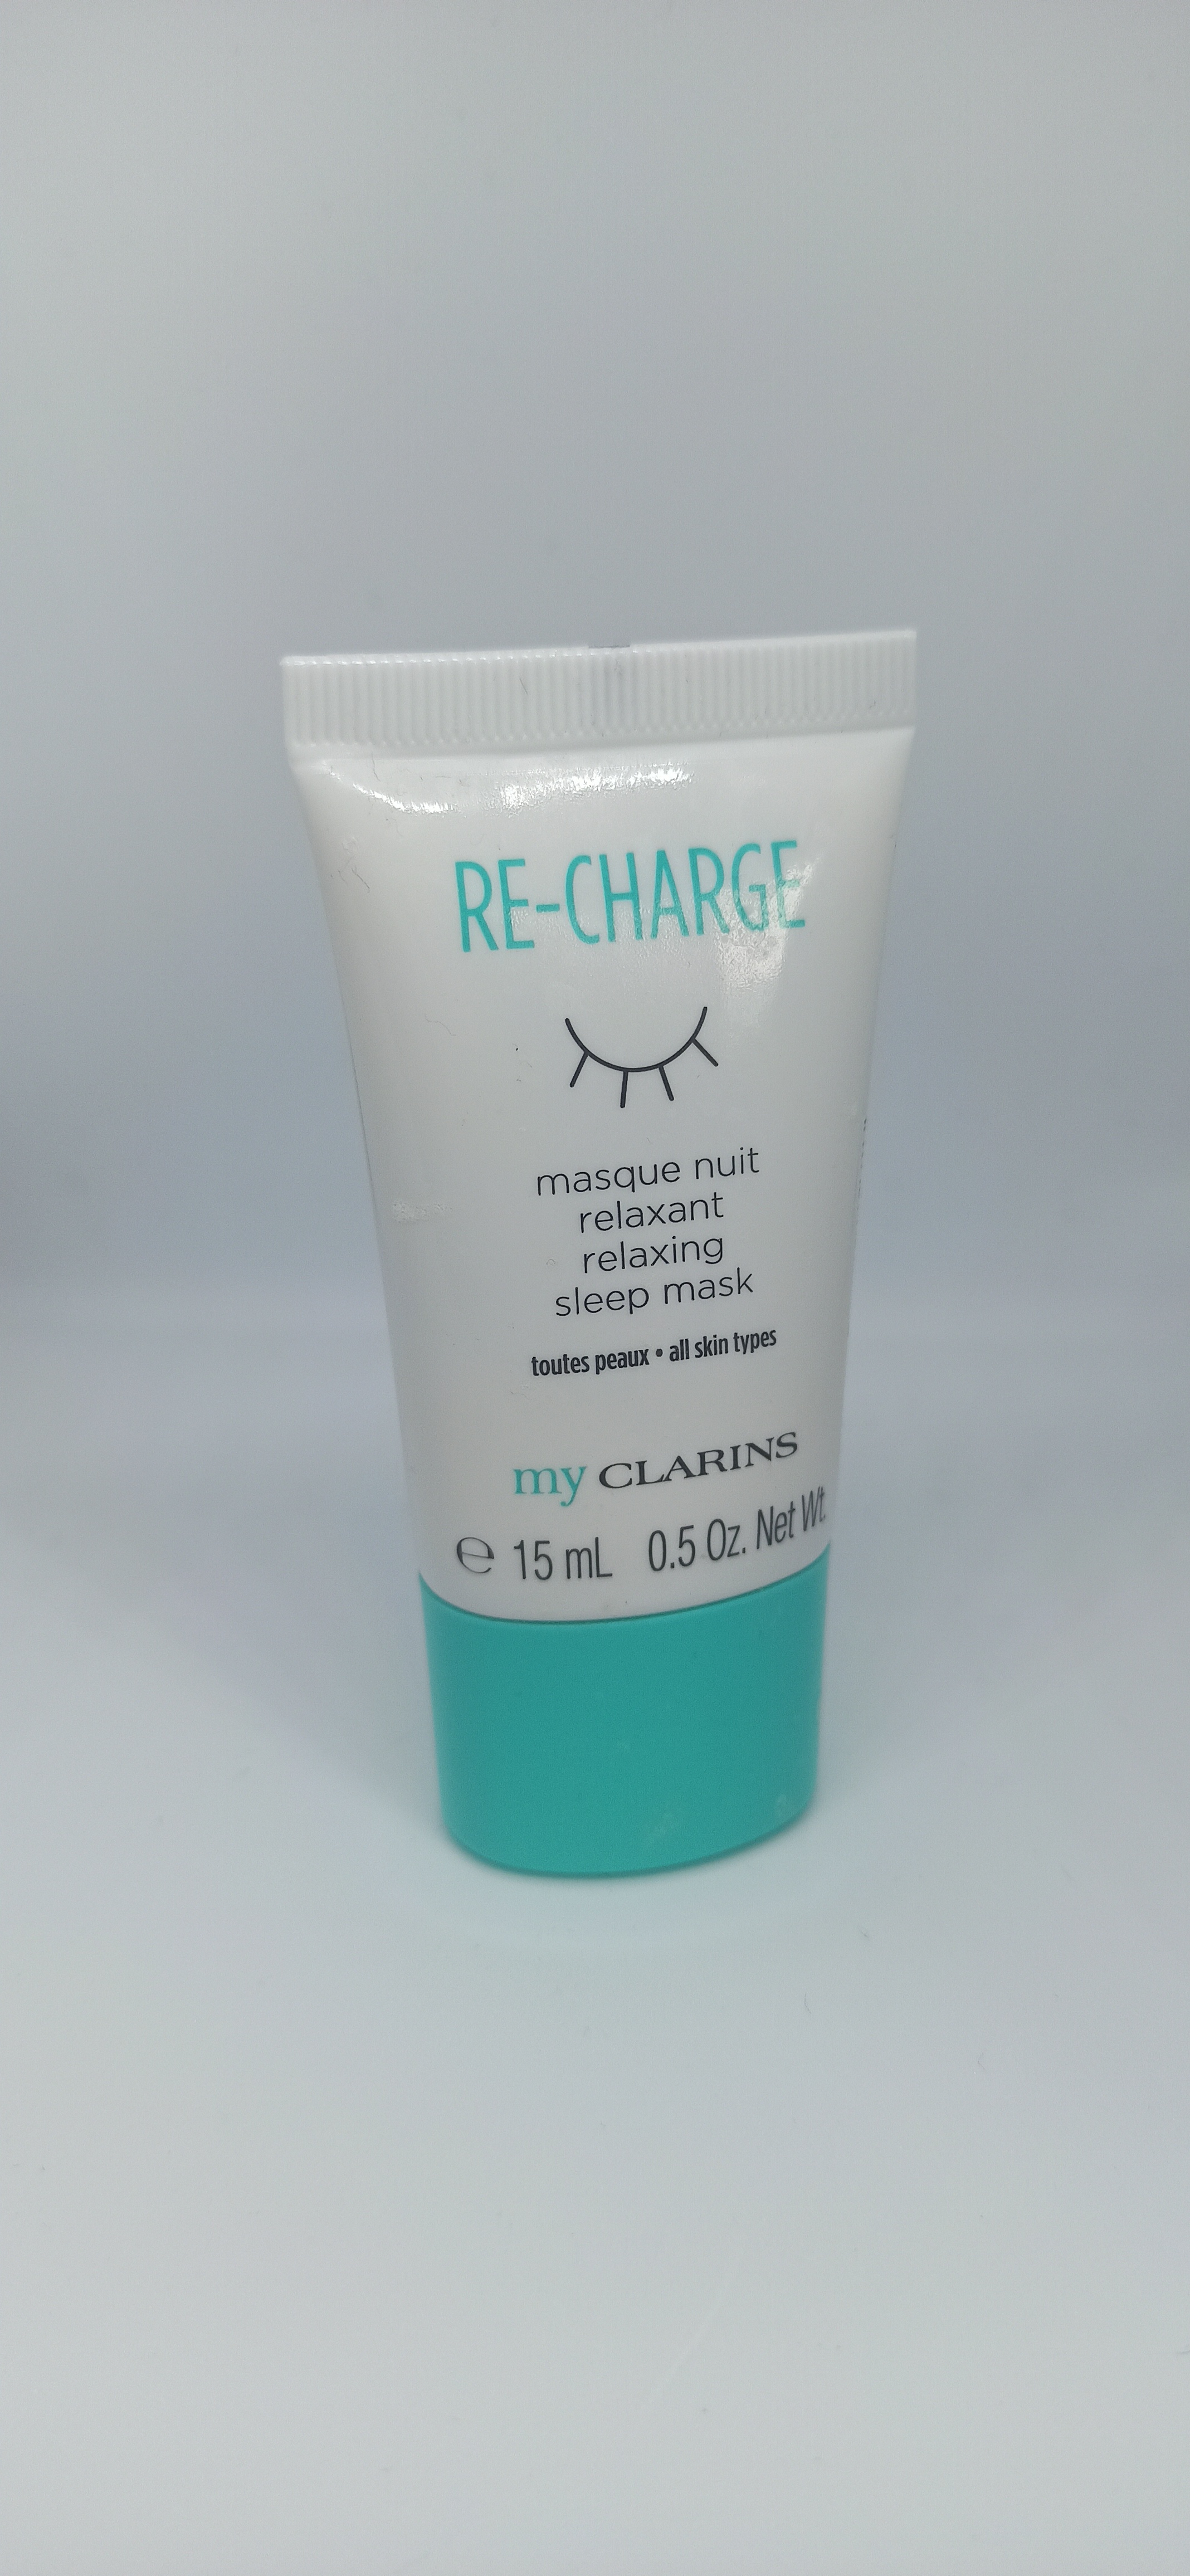 RE-CHARGE
masque nuit
relaxant
relaxing
sleep mask
toutes peaux • all skin types
my CLARINS
℮ 15 mL 0.5 Oz. Net Wt.